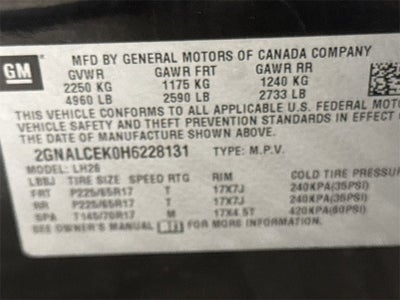 GM
MFD BY GENERAL MOTORS OF CANADA COMPANY
GVWR GAWR FRT GAWR RR
2250 KG 1175 KG 1240 KG
4960 LB 2590 LB 2733 LB
THIS VEHICLE CONFORMS TO ALL APPLICABLE U.S. FEDERAL
VEHICLE SAFETY AND THEFT PREVENTION STANDARDS IN EFFECT
THE DATE OF MANUFACTURE SHOWN ABOVE.
2GNALCEK0H6228131 TYPE: M.P.V.
MODEL: LH26
TIRE SIZE SPEED RTG RIM COLD TIRE PRESSUR
FRT P225/65R17 T 17X7J 240KPA(35PSI)
RR P225/65R17 T 17X7J 240KPA(35PSI)
SPA T145/70R17 M 17X4.5T 420KPA(60PSI)
SEE OWNER'S MANUAL FOR MORE INFORMATION